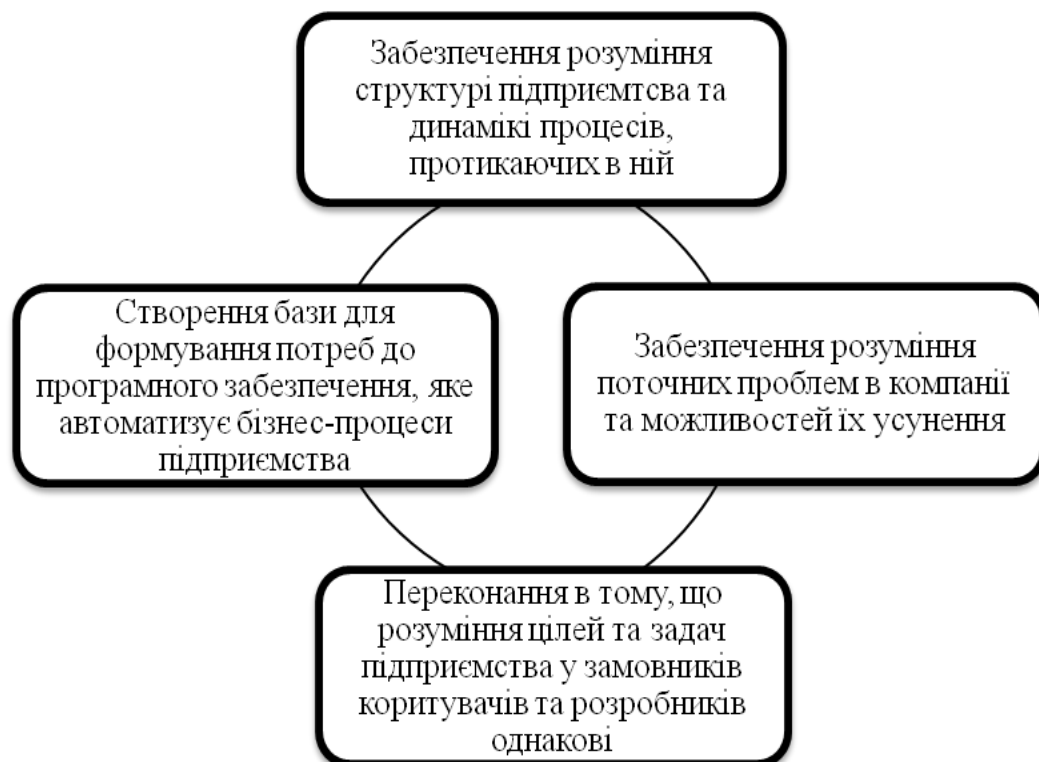 Забезпечення розуміння
структурі підприємтсва та
динамікі процесів,
протикаючих в ній
Створення бази для
формування потреб до
програмного забезпечення, яке
автоматизує бізнес-процеси
підприємства
Забезпечення розуміння
поточних проблем в компанії
та можливостей їх усунення
Переконання в тому, що
розуміння цілей та задач
підприємства у замовників
коритувачів та розробників
однакові